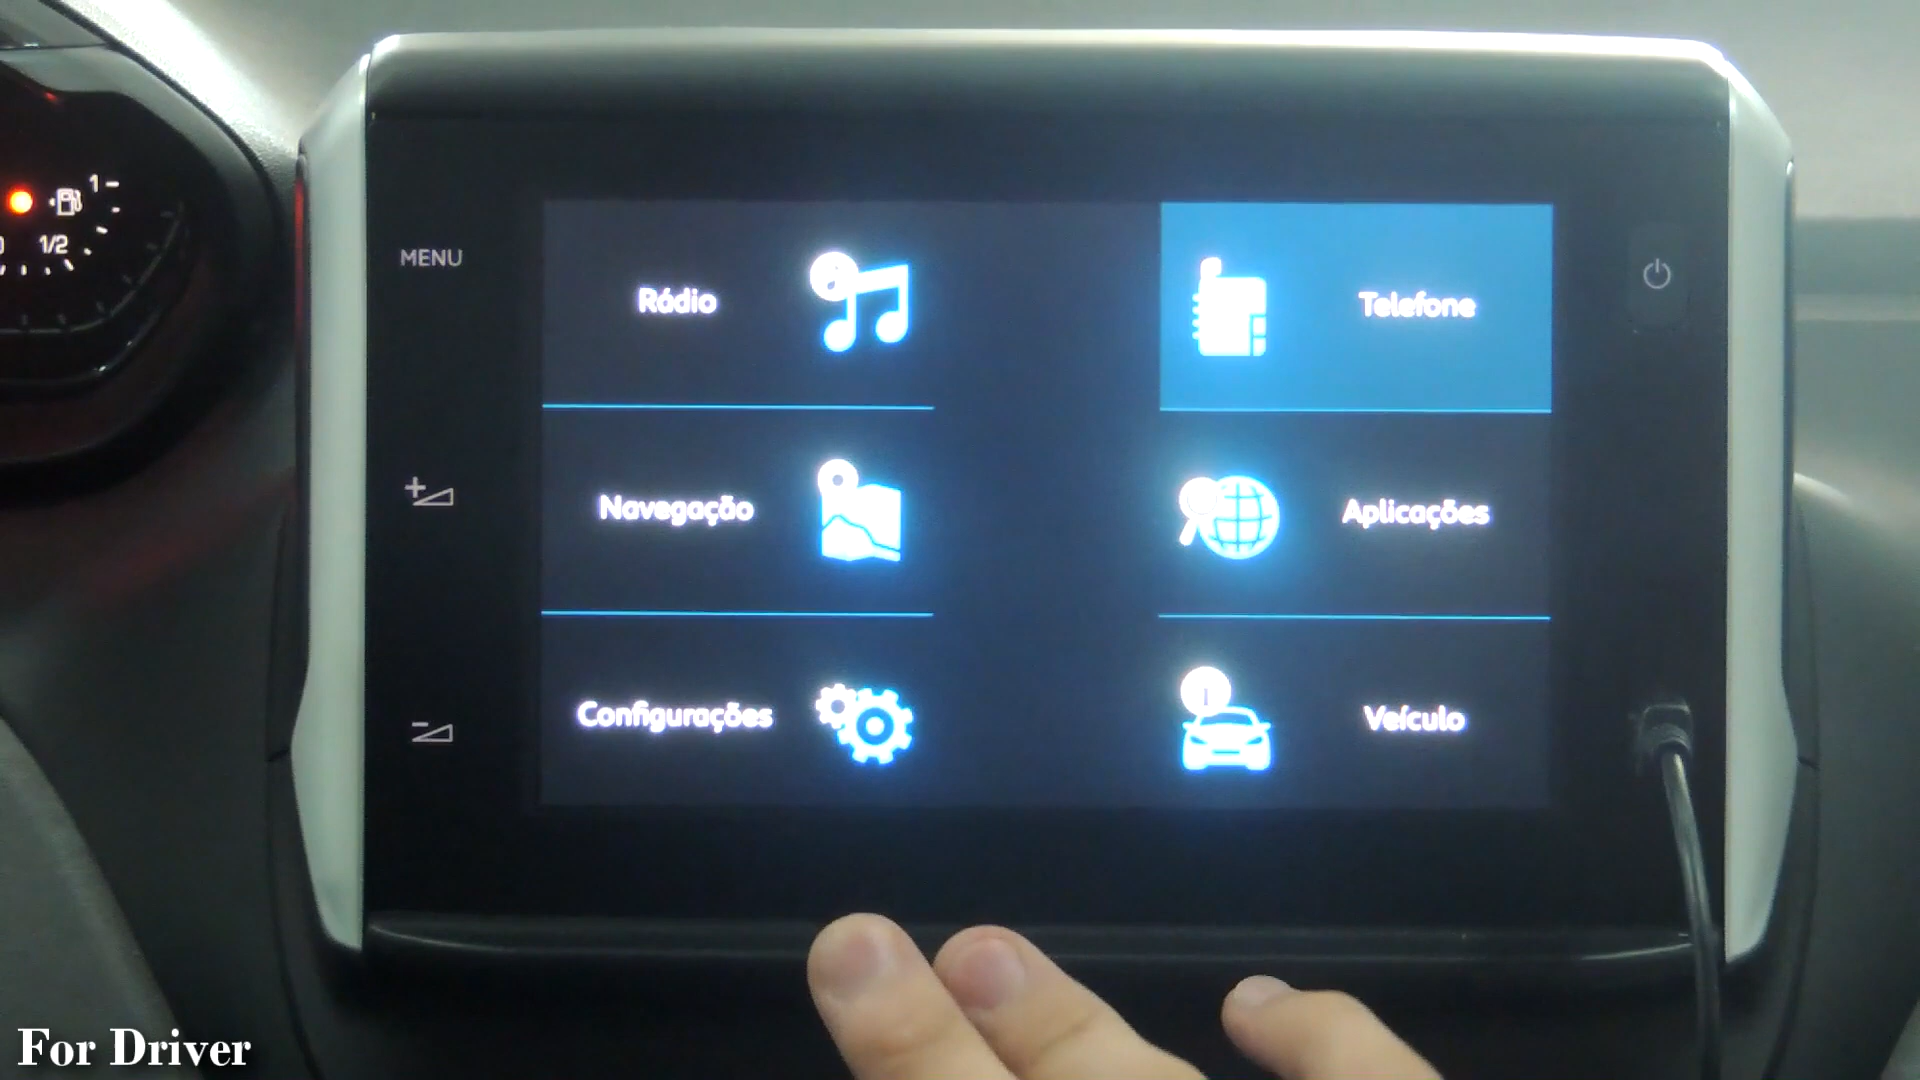 1
1/2
MENU
Rádio
Telefone
Navegação
Aplicações
Configurações
Veículo
For Driver